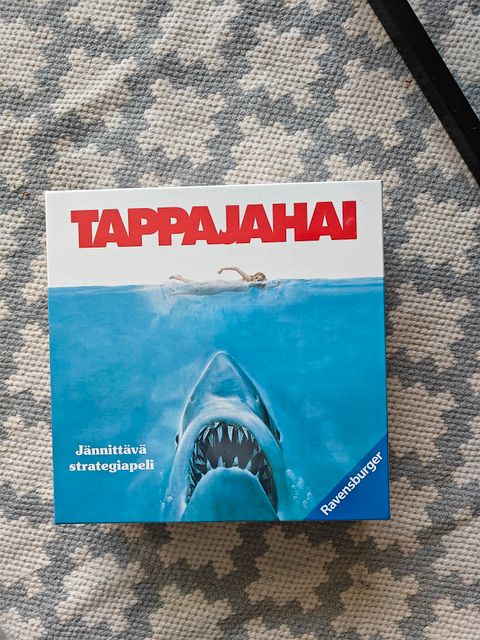 TAPPAJAHAI
Jännittävä
strategiapeli
Ravensburger